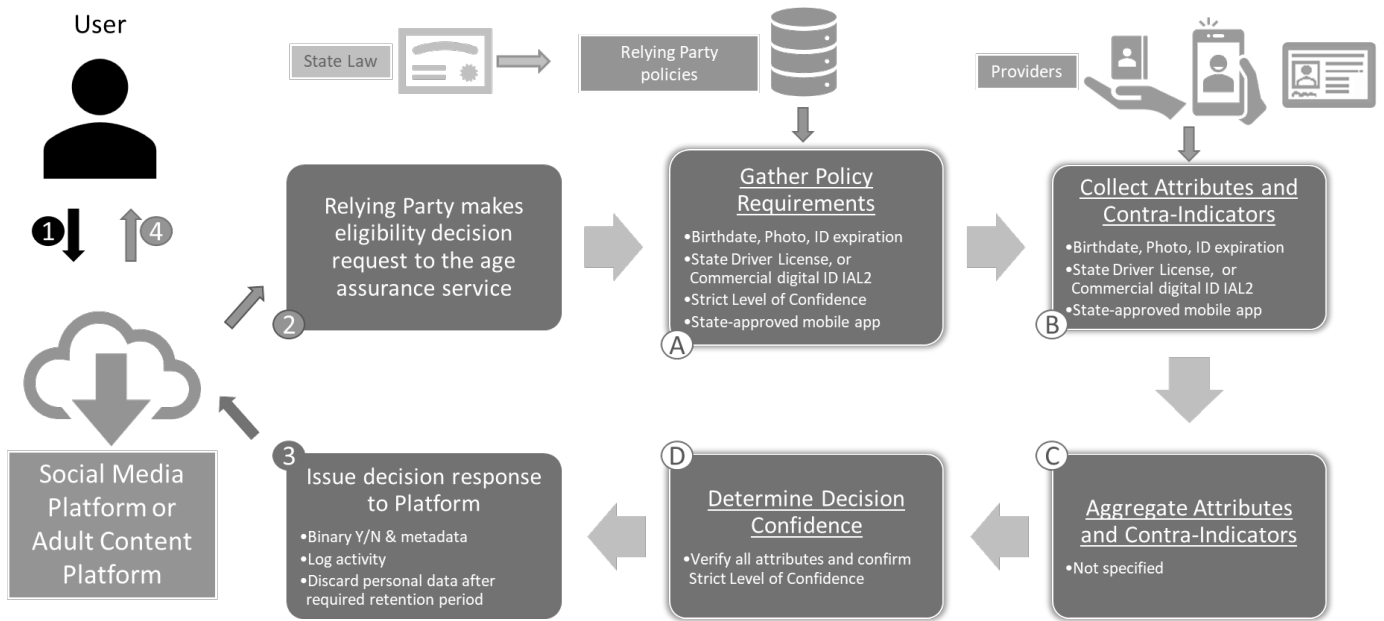 User
State Law
Relying Party
policies
Providers
1
4
Relying Party makes
eligibility decision
request to the age
assurance service
2
Gather Policy
Requirements
•Birthdate, Photo, ID expiration
•State Driver License, or
Commercial digital ID IAL2
•Strict Level of Confidence
•State-approved mobile app
A
Collect Attributes and
Contra-Indicators
•Birthdate, Photo, ID expiration
•State Driver License, or
Commercial digital ID IAL2
•State-approved mobile app
B
C
Aggregate Attributes
and Contra-Indicators
•Not specified
D
Determine Decision
Confidence
•Verify all attributes and confirm
Strict Level of Confidence
3
Issue decision response
to Platform
•Binary Y/N & metadata
•Log activity
•Discard personal data after
required retention period
Social Media
Platform or
Adult Content
Platform